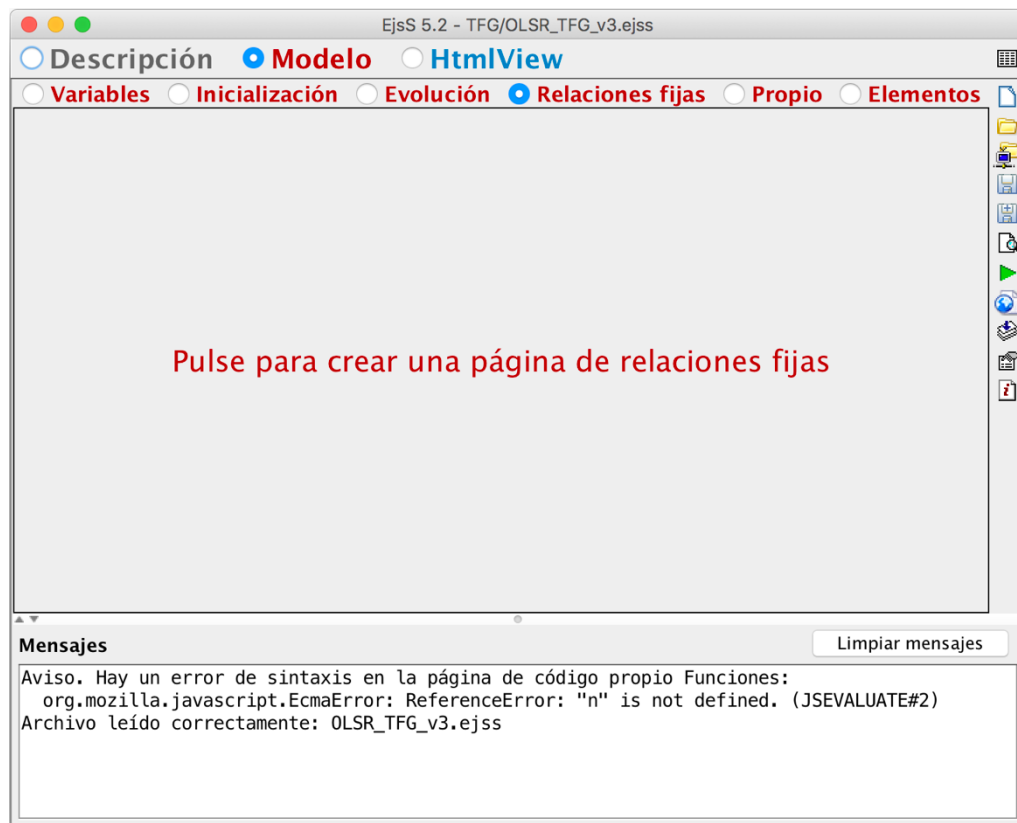 EjsS 5.2 - TFG/OLSR_TFG_v3.ejss
Descripción Modelo HtmlView
Variables Inicialización Evolución Relaciones fijas Propio Elementos
Pulse para crear una página de relaciones fijas
Mensajes Limpiar mensajes
Aviso. Hay un error de sintaxis en la página de código propio Funciones:
org.mozilla.javascript.EcmaError: ReferenceError: "n" is not defined. (JSEVALUATE#2)
Archivo leído correctamente: OLSR_TFG_v3.ejss